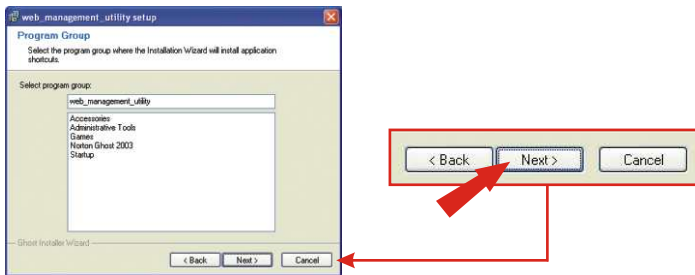 web_management_utility setup
Program Group
Select the program group where the Installation Wizard will install application
shortcuts.
Select program group:
web_management_utility
Accessories
Administrative Tools
Games
Norton Ghost 2003
Startup
Ghost Installer Wizard
< Back Next > Cancel
< Back Next > Cancel